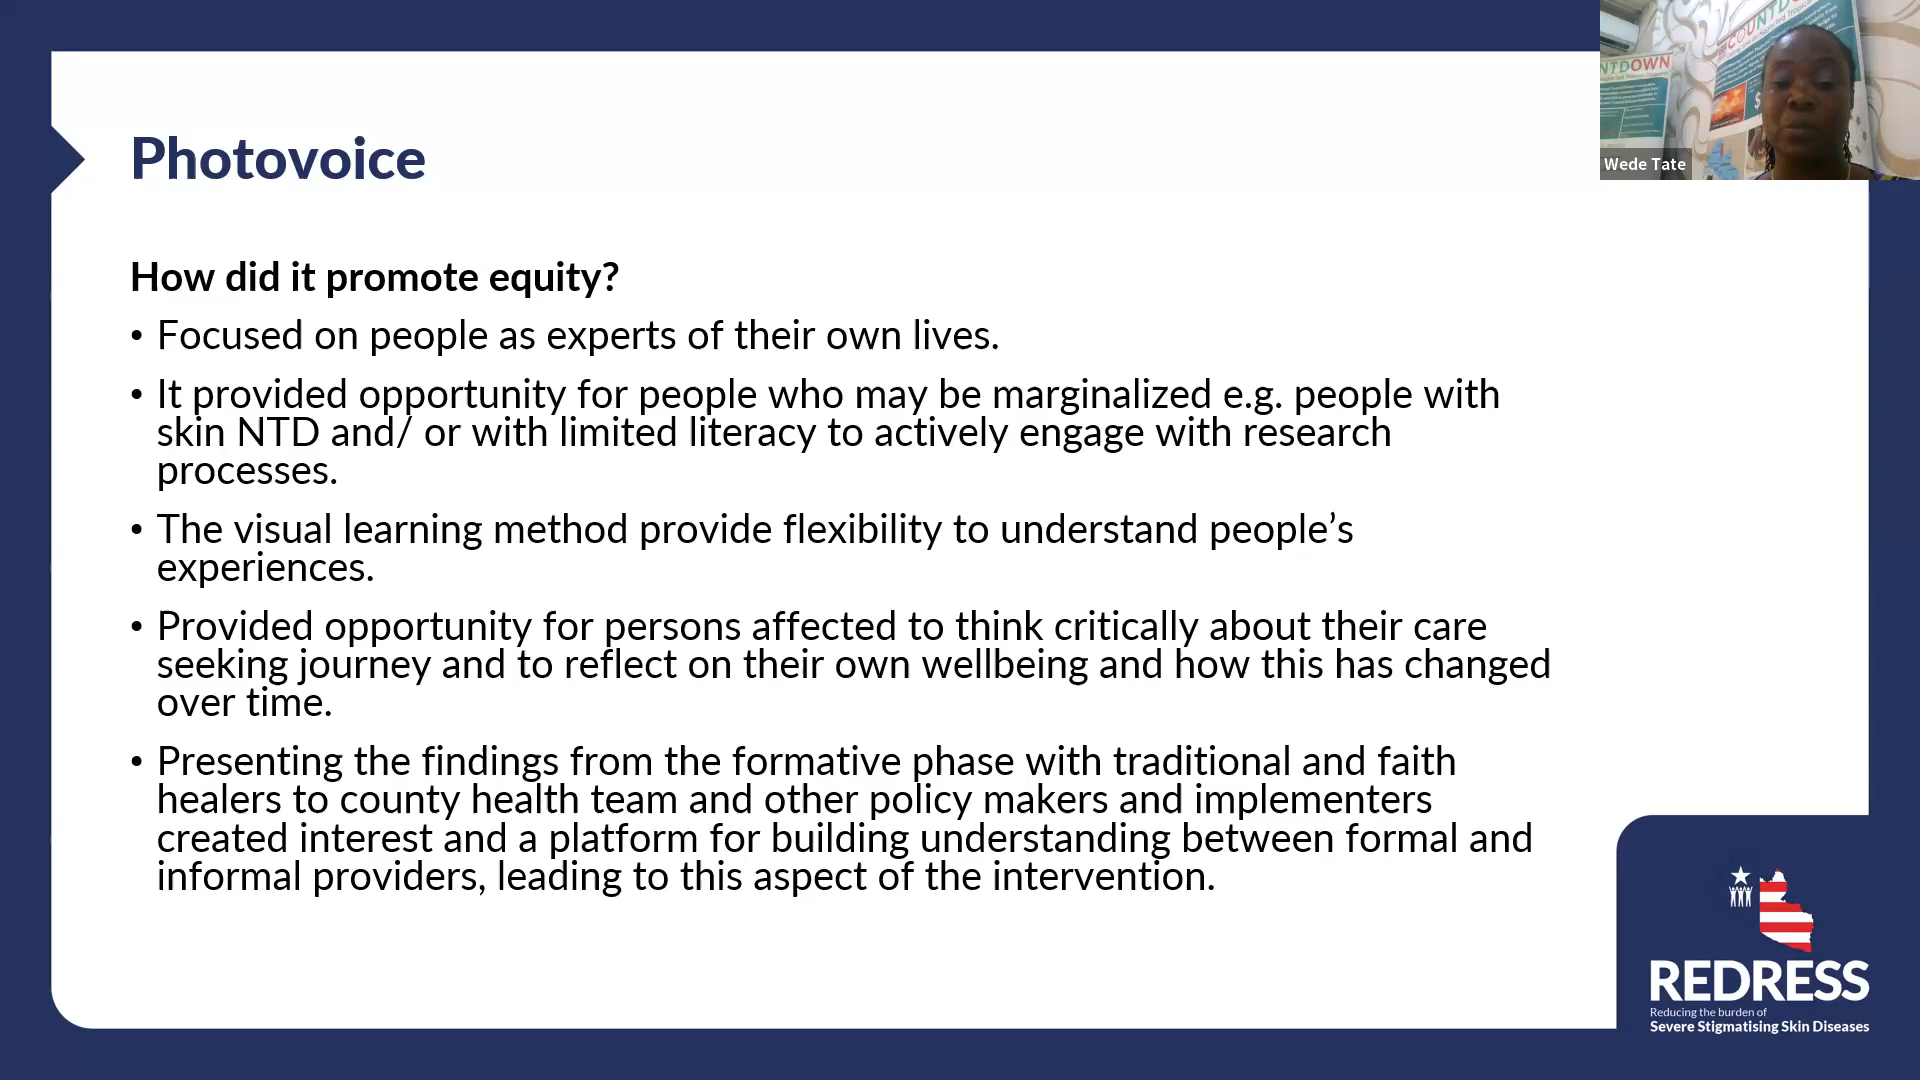 Photovoice
How did it promote equity?
• Focused on people as experts of their own lives.
• It provided opportunity for people who may be marginalized e.g. people with
skin NTD and/ or with limited literacy to actively engage with research
processes.
• The visual learning method provide flexibility to understand people’s
experiences.
• Provided opportunity for persons affected to think critically about their care
seeking journey and to reflect on their own wellbeing and how this has changed
over time.
• Presenting the findings from the formative phase with traditional and faith
healers to county health team and other policy makers and implementers
created interest and a platform for building understanding between formal and
informal providers, leading to this aspect of the intervention.
NTDOWN
Wede Tate
REDRESS
Reducing the burden of
Severe Stigmatising Skin Diseases